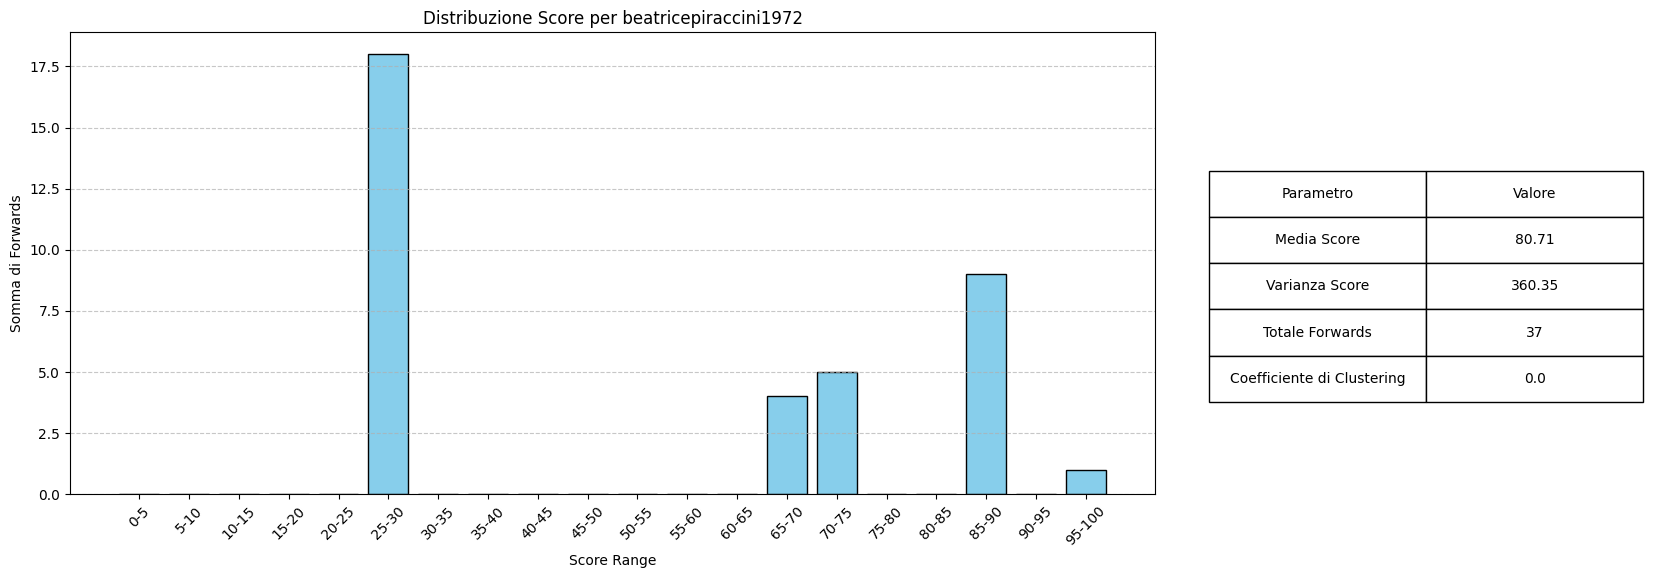 Distribuzione Score per beatricepiraccini1972
Somma di Forwards
17.5
15.0
12.5
10.0
7.5
5.0
2.5
0.0
0-5 5-10 10-15 15-20 20-25 25-30 30-35 35-40 40-45 45-50 50-55 55-60 60-65 65-70 70-75 75-80 80-85 85-90 90-95 95-100
Score Range
Parametro Valore
Media Score 80.71
Varianza Score 360.35
Totale Forwards 37
Coefficiente di Clustering 0.0